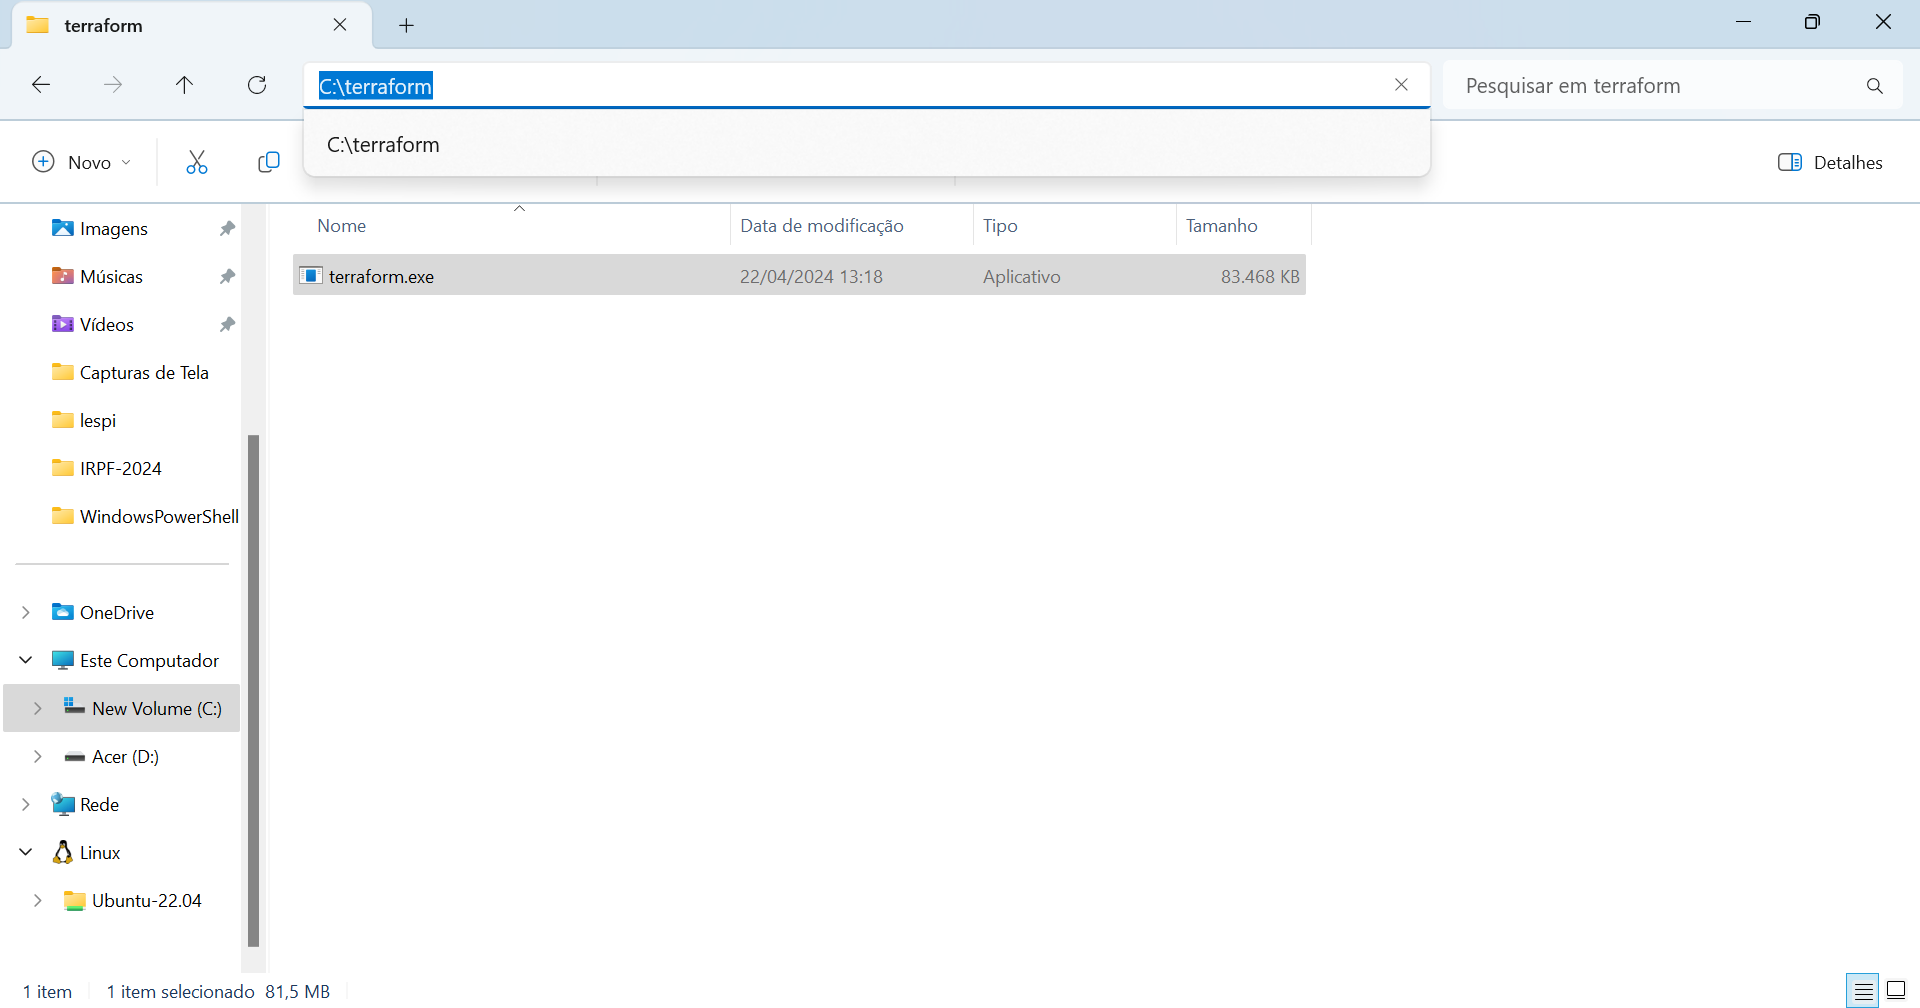 terraform
C:\terraform
Pesquisar em terraform
C:\terraform
Novo
Detalhes
Nome
Data de modificação
Tipo
Tamanho
terraform.exe
22/04/2024 13:18
Aplicativo
83.468 KB
Imagens
Músicas
Vídeos
Capturas de Tela
lespi
IRPF-2024
WindowsPowerShell
OneDrive
Este Computador
New Volume (C:)
Acer (D:)
Rede
Linux
Ubuntu-22.04
1 item
1 item selecionado 81,5 MB